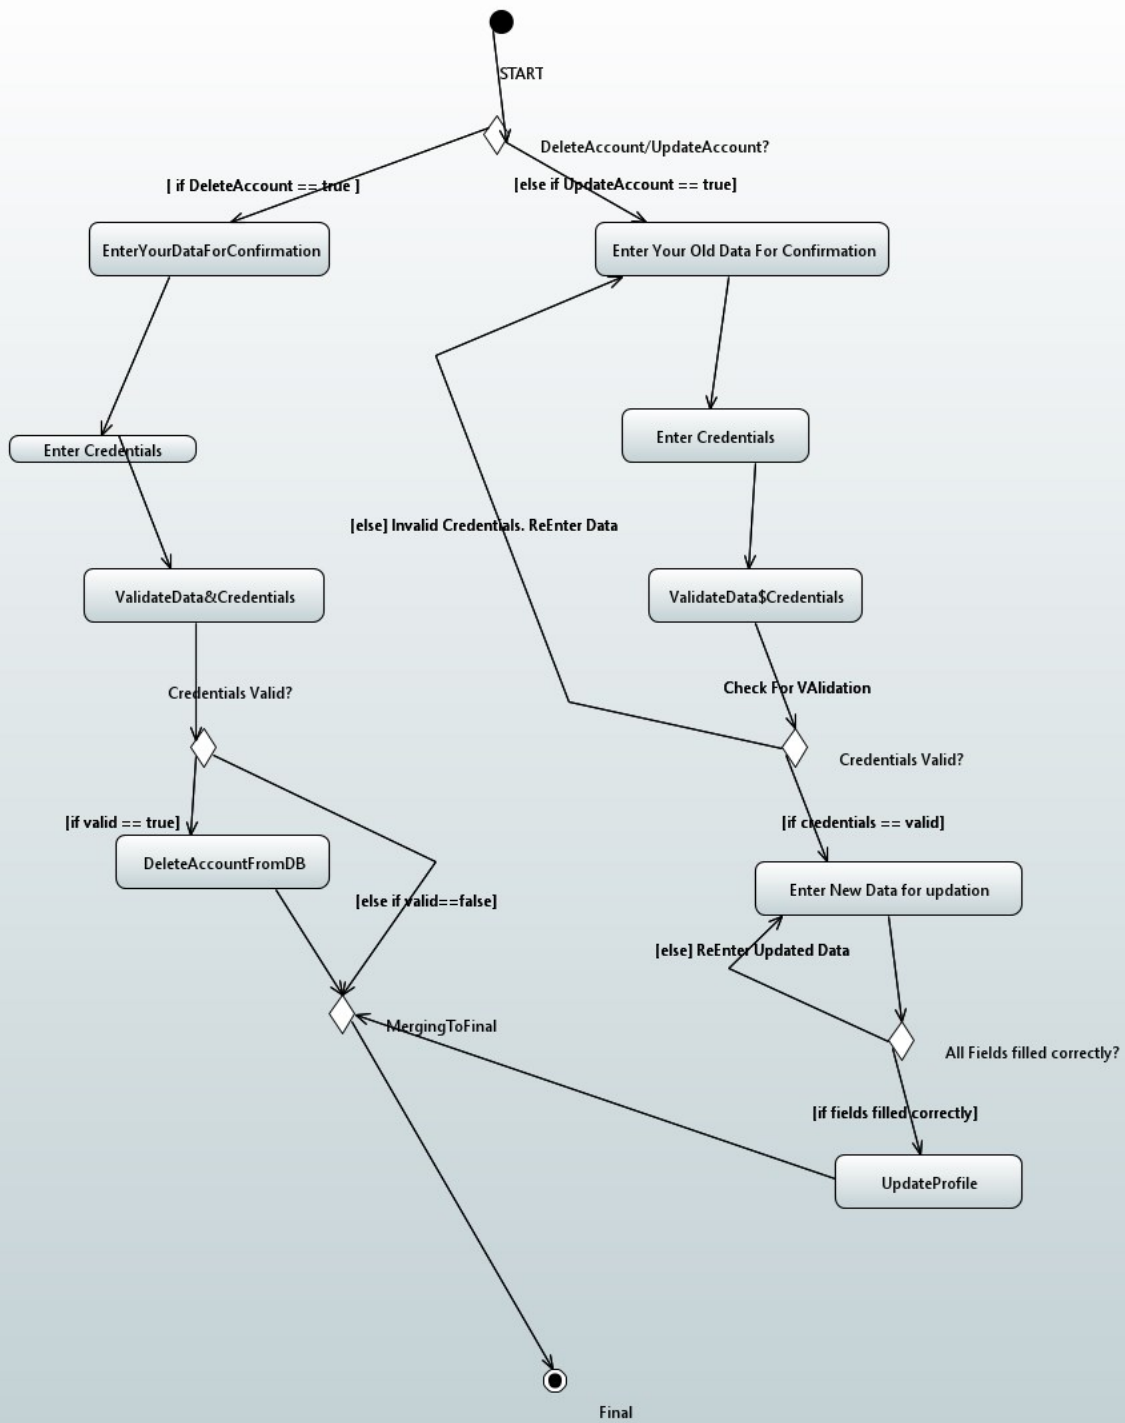 START
DeleteAccount/UpdateAccount?
[ if DeleteAccount == true ]
[else if UpdateAccount == true]
EnterYourDataForConfirmation
Enter Your Old Data For Confirmation
Enter Credentials
Enter Credentials
[else] Invalid Credentials. ReEnter Data
ValidateData&Credentials
ValidateData$Credentials
Check For VAlidation
Credentials Valid?
Credentials Valid?
[if valid == true]
[if credentials == valid]
DeleteAccountFromDB
Enter New Data for updation
[else if valid==false]
[else] ReEnter Updated Data
MergingToFinal
All Fields filled correctly?
[if fields filled correctly]
UpdateProfile
Final